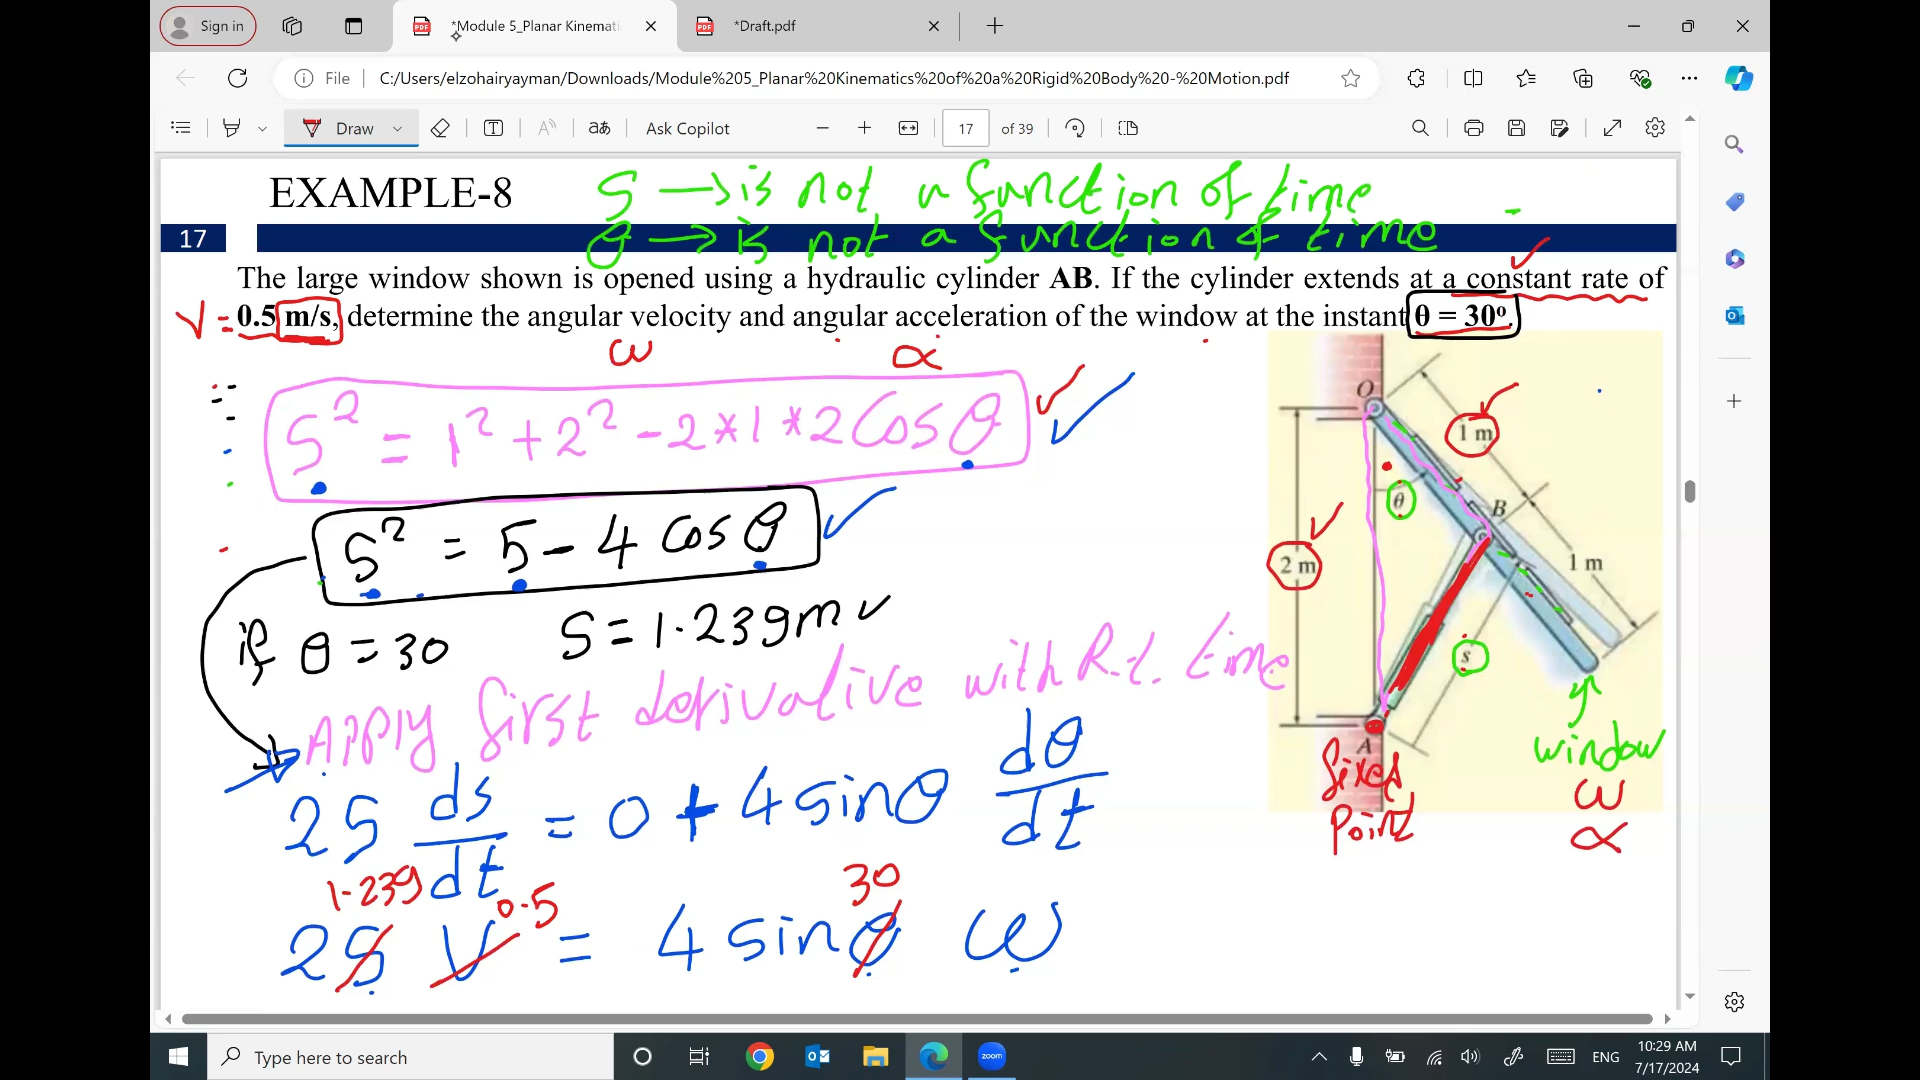 Sign in
*Module 5_Planar Kinemati
*Draft.pdf
File
C:/Users/elzohairyayman/Downloads/Module%205_Planar%20Kinematics%20of%20a%20Rigid%20Body%20-%20Motion.pdf
Draw
Ask Copilot
17 of 39
EXAMPLE-8
S → is not a function of time
17
θ → is not a function of time
The large window shown is opened using a hydraulic cylinder AB. If the cylinder extends at a constant rate of
V = 0.5 m/s, determine the angular velocity and angular acceleration of the window at the instant θ = 30º.
ω α
S² = 1² + 2² - 2*1*2 Cos θ
S² = 5 - 4 Cos θ
if θ = 30 S = 1.239 m
Apply first derivative with R.t. time
2S ds/dt = 0 + 4 sinθ dθ/dt
1.239 0.5 30
2S V = 4 sinθ ω
O
1 m
θ
B
2 m
1 m
s
A
fixed
Point
window
ω
α
Type here to search
zoom
ENG
10:29 AM
7/17/2024